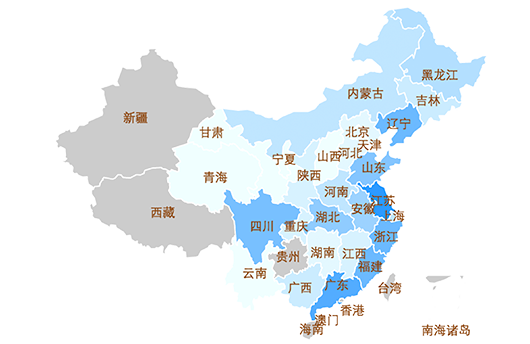 黑龙江
内蒙古
吉林
新疆
辽宁
甘肃
北京
天津
宁夏
山西
河北
山东
青海
陕西
河南
西藏
江苏
安徽
上海
四川
重庆
湖北
浙江
贵州
湖南
江西
云南
福建
广西
广东
台湾
香港
澳门
海南
南海诸岛